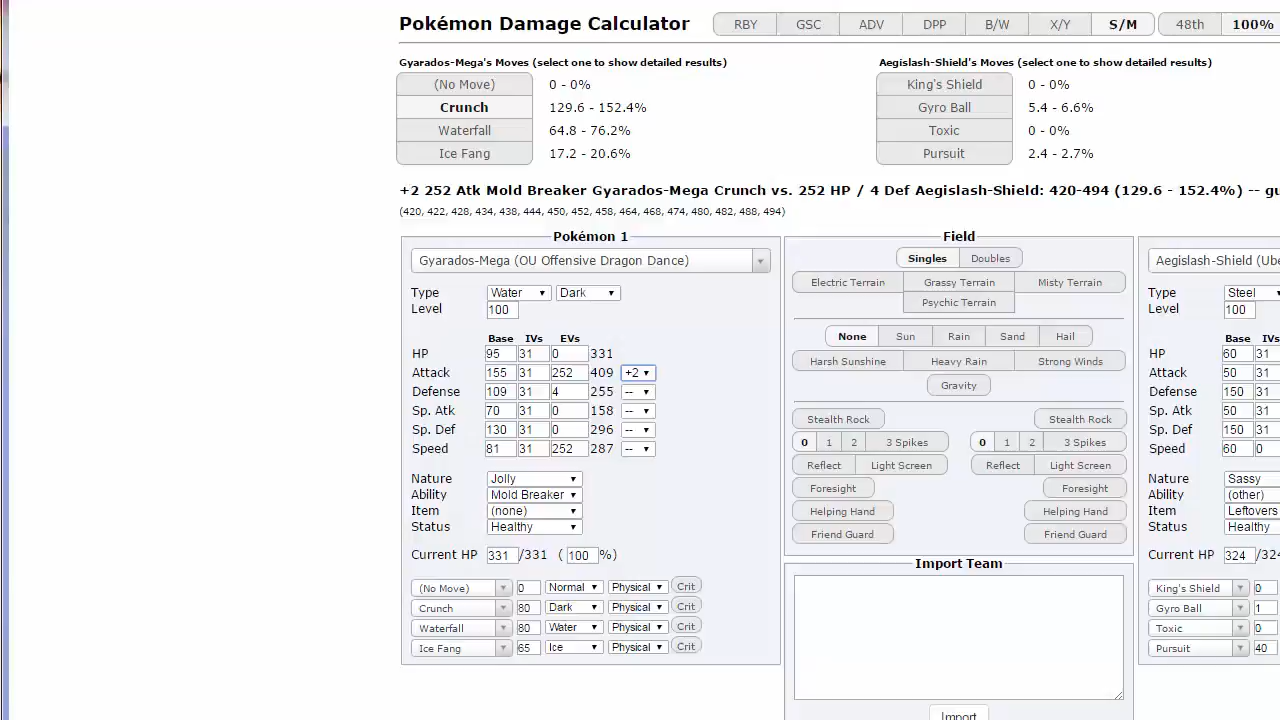 Pokémon Damage Calculator RBY GSC ADV DPP B/W X/Y S/M 48th 100%
Gyarados-Mega's Moves (select one to show detailed results) Aegislash-Shield's Moves (select one to show detailed results)
(No Move) 0 - 0% King's Shield 0 - 0%
Crunch 129.6 - 152.4% Gyro Ball 5.4 - 6.6%
Waterfall 64.8 - 76.2% Toxic 0 - 0%
Ice Fang 17.2 - 20.6% Pursuit 2.4 - 2.7%
+2 252 Atk Mold Breaker Gyarados-Mega Crunch vs. 252 HP / 4 Def Aegislash-Shield: 420-494 (129.6 - 152.4%) -- gu
(420, 422, 428, 434, 438, 444, 450, 452, 458, 464, 468, 474, 480, 482, 488, 494)
Pokémon 1
Gyarados-Mega (OU Offensive Dragon Dance)
Type Water Dark
Level 100
Base IVs EVs
HP 95 31 0 331
Attack 155 31 252 409 +2
Defense 109 31 4 255 --
Sp. Atk 70 31 0 158 --
Sp. Def 130 31 0 296 --
Speed 81 31 252 287 --
Nature Jolly
Ability Mold Breaker
Item (none)
Status Healthy
Current HP 331 /331 ( 100 %)
(No Move) 0 Normal Physical Crit
Crunch 80 Dark Physical Crit
Waterfall 80 Water Physical Crit
Ice Fang 65 Ice Physical Crit
Field
Singles Doubles
Electric Terrain Grassy Terrain Misty Terrain
Psychic Terrain
None Sun Rain Sand Hail
Harsh Sunshine Heavy Rain Strong Winds
Gravity
Stealth Rock Stealth Rock
0 1 2 3 Spikes 0 1 2 3 Spikes
Reflect Light Screen Reflect Light Screen
Foresight Foresight
Helping Hand Helping Hand
Friend Guard Friend Guard
Import Team
Import
Aegislash-Shield (Ube
Type Steel
Level 100
Base IVs
HP 60 31
Attack 50 31
Defense 150 31
Sp. Atk 50 31
Sp. Def 150 31
Speed 60 0
Nature Sassy
Ability (other)
Item Leftovers
Status Healthy
Current HP 324 /324
King's Shield 0
Gyro Ball 1
Toxic 0
Pursuit 40